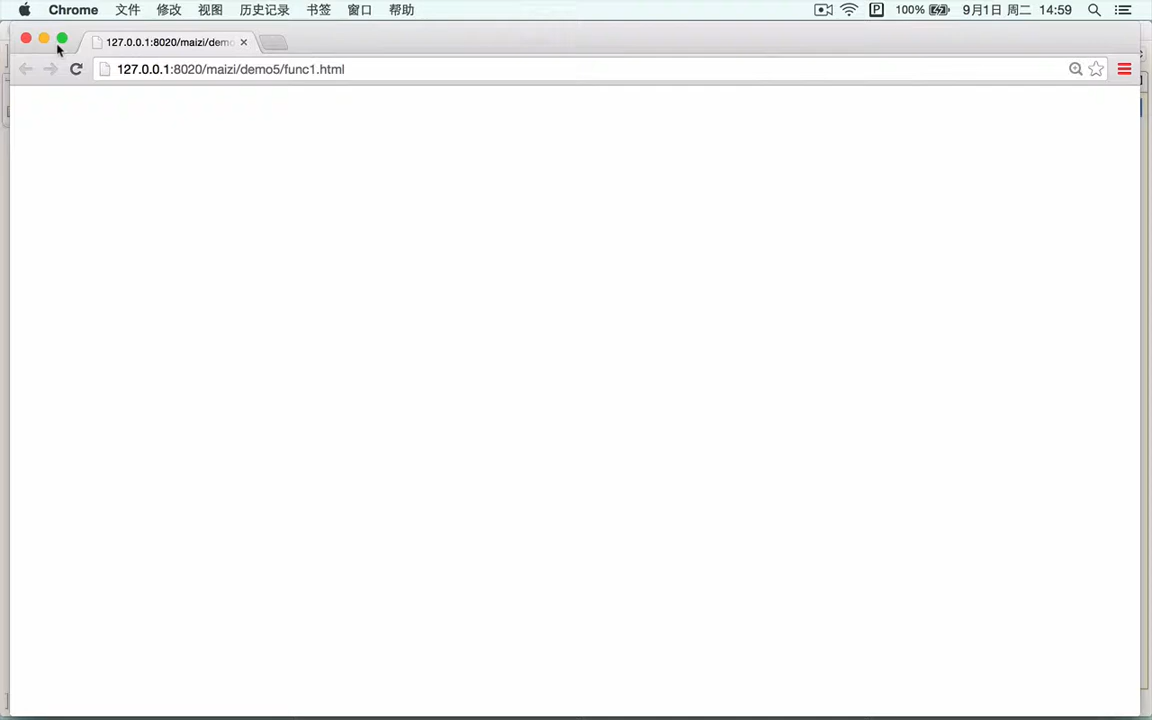 Chrome 文件 修改 视图 历史记录 书签 窗口 帮助 P 100% 9月1日 周二 14:59
127.0.0.1:8020/maizi/demo
127.0.0.1:8020/maizi/demo5/func1.html